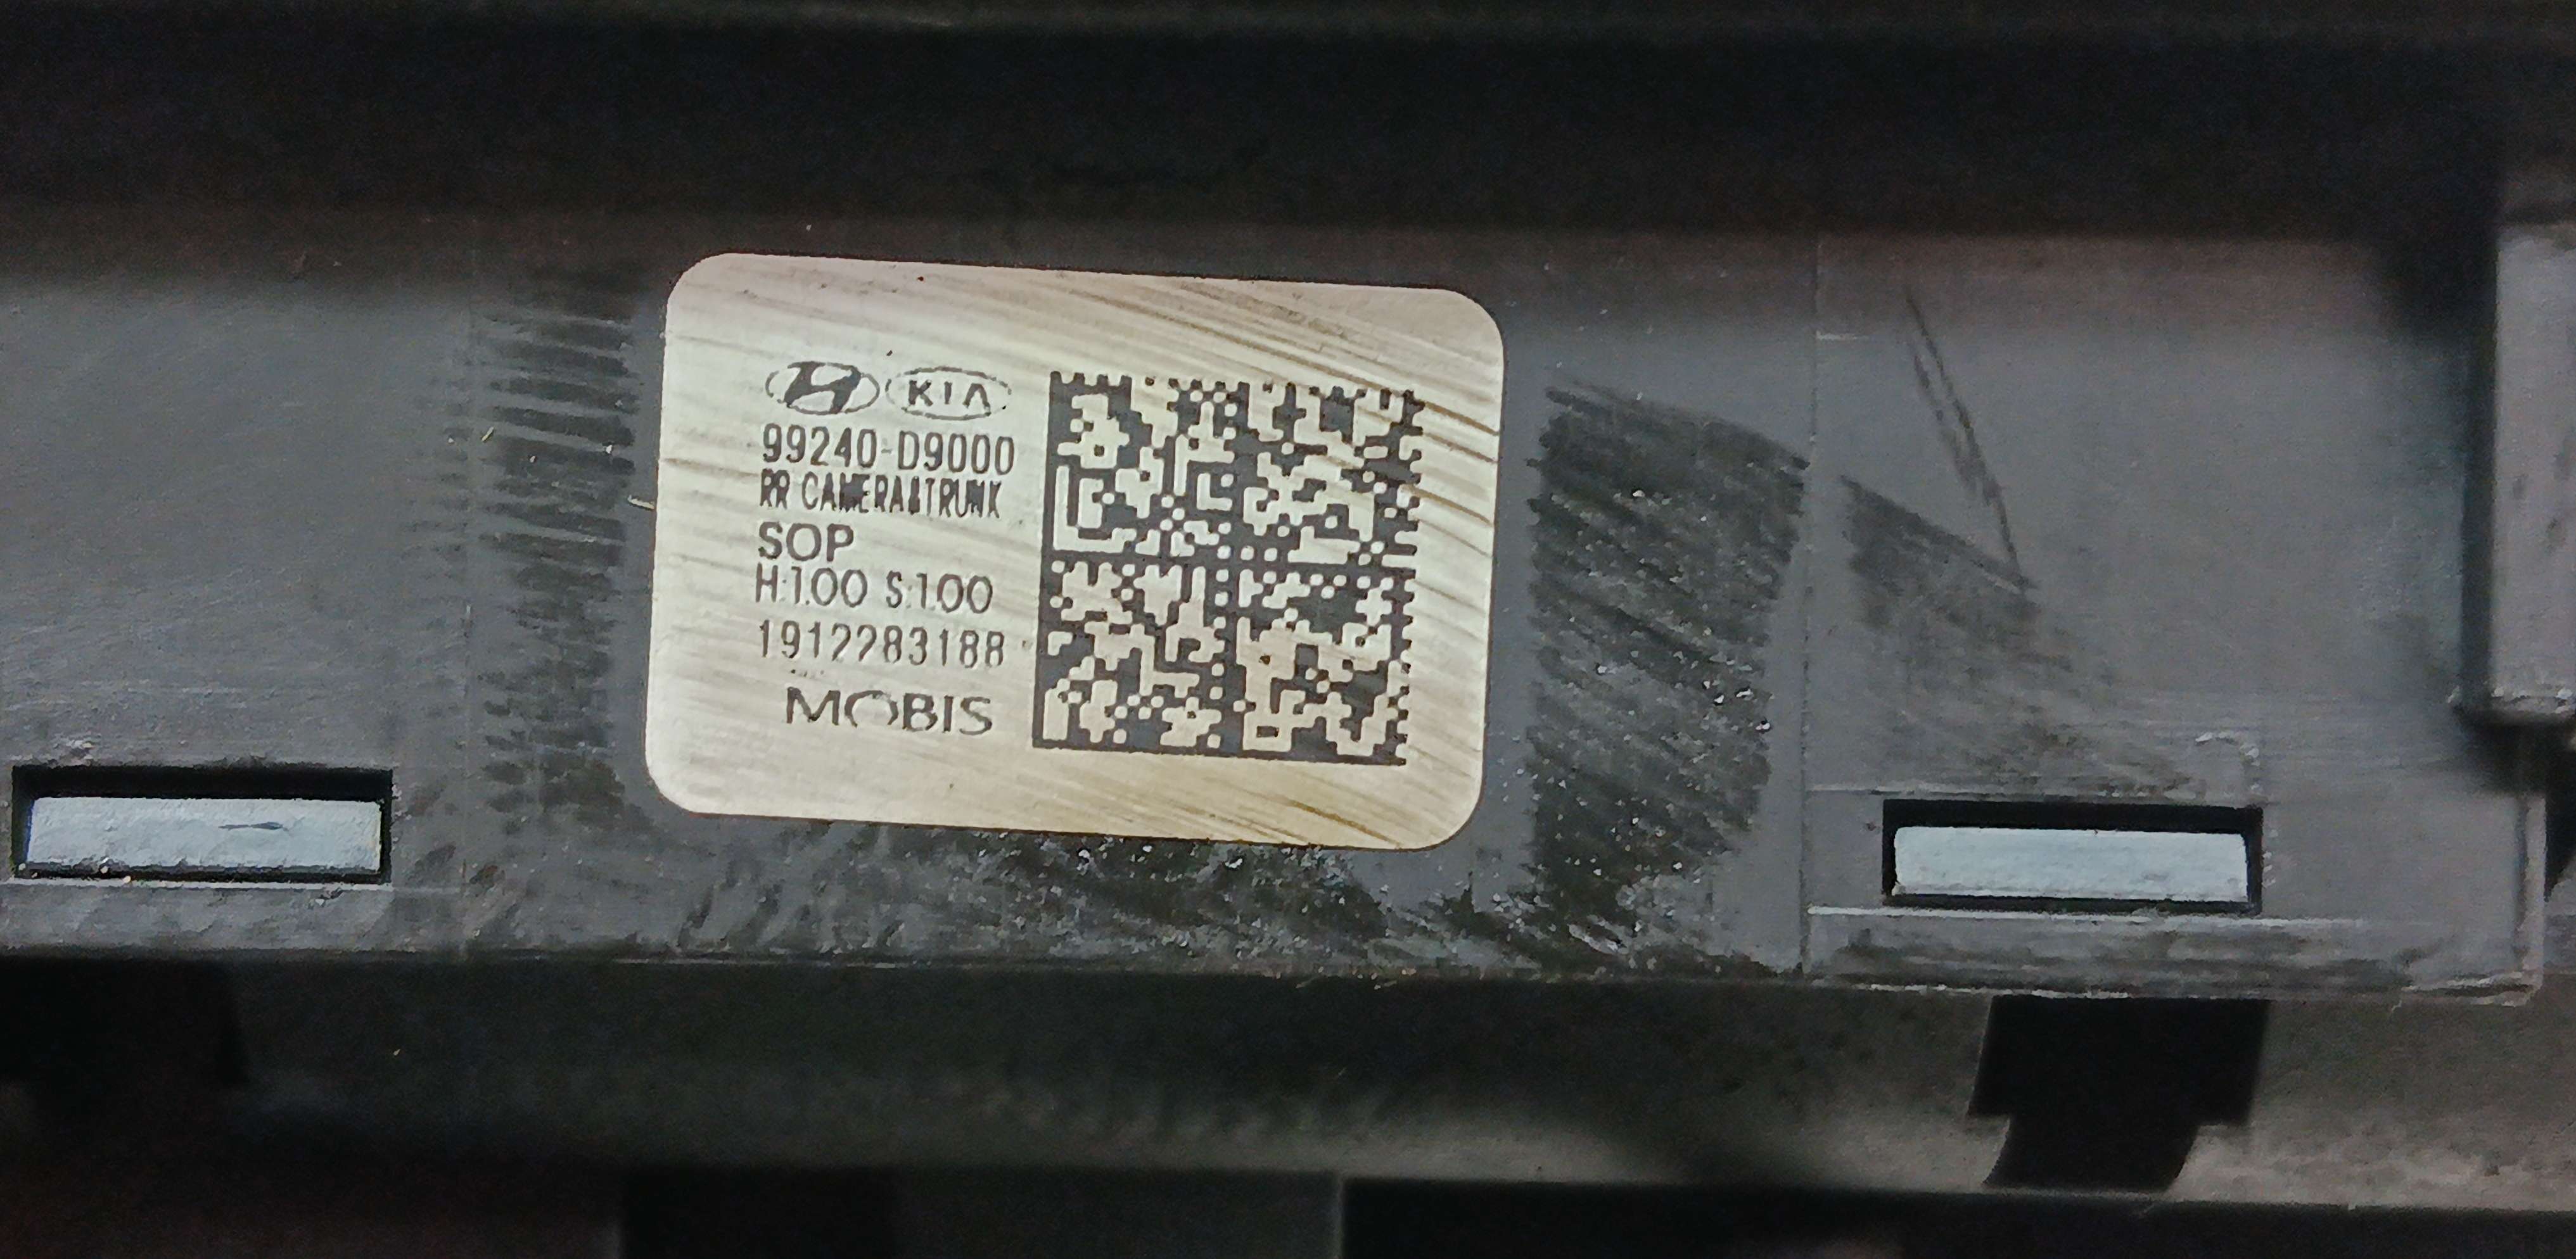 KIA
99240-D9000
RR CAMERA&TRUNK
SOP
H:1.00 S:1.00
1912283188
MOBIS